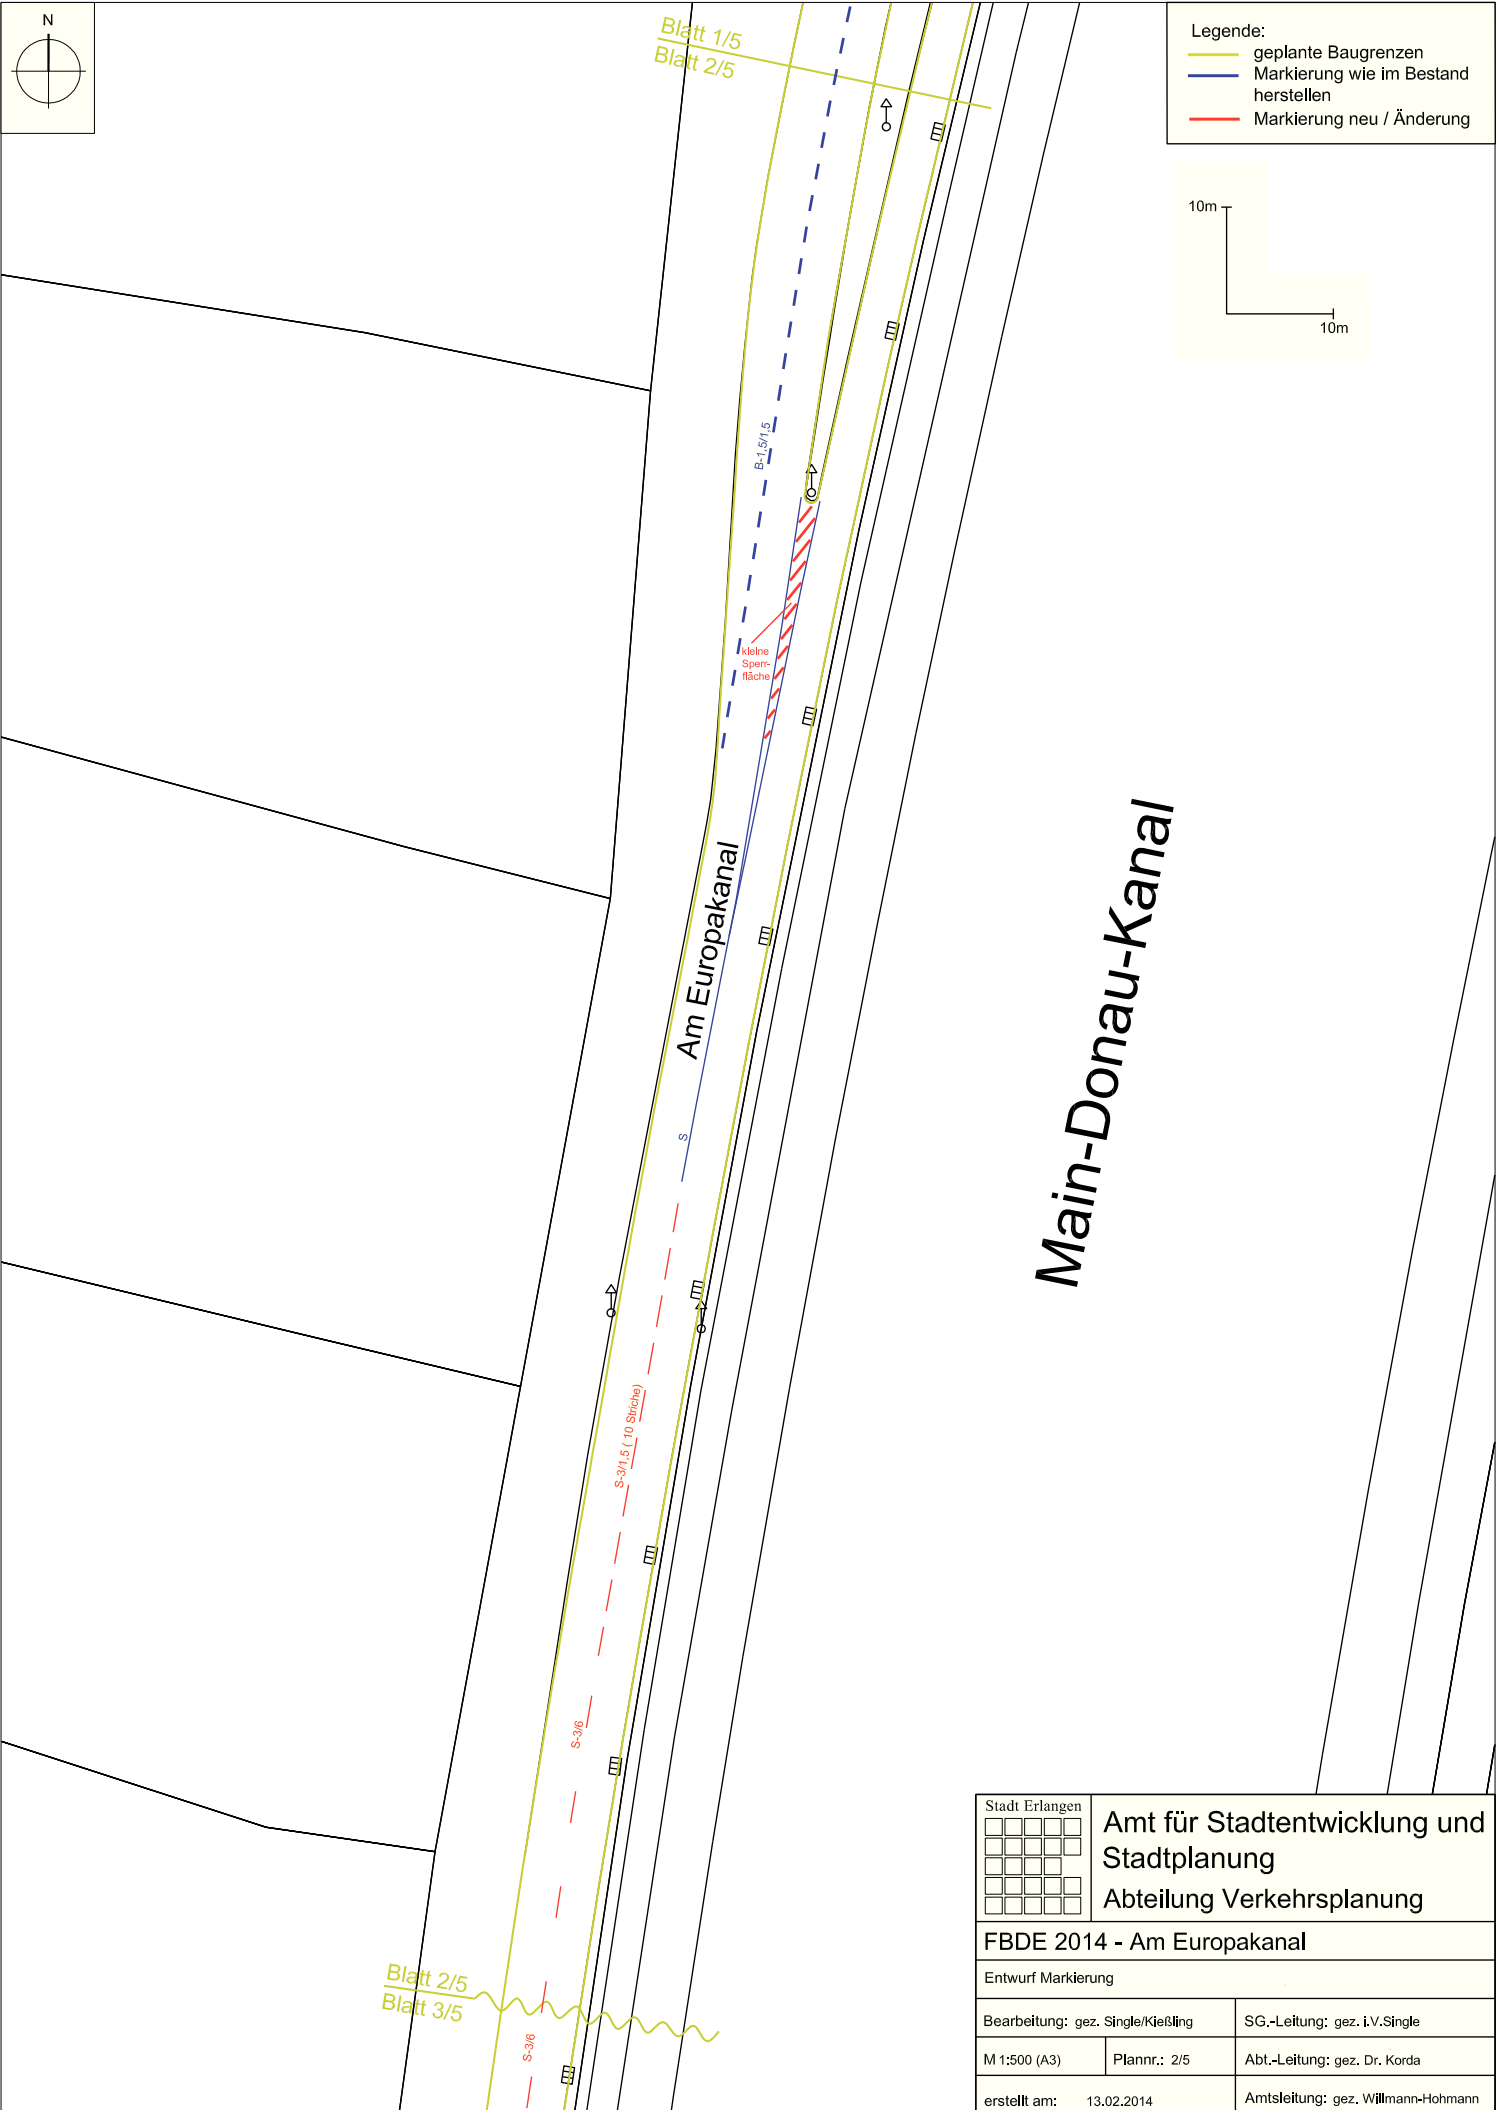 N
Blatt 1/5
Blatt 2/5
Legende:
geplante Baugrenzen
Markierung wie im Bestand
herstellen
Markierung neu / Änderung
10m
10m
B-1,5/1,5
kleine
Sperr-
fläche
Am Europakanal
Main-Donau-Kanal
S
S-3/1,5 ( 10 Striche)
S-3/6
Blatt 2/5
Blatt 3/5
S-3/6
Stadt Erlangen
Amt für Stadtentwicklung und
Stadtplanung
Abteilung Verkehrsplanung
FBDE 2014 - Am Europakanal
Entwurf Markierung
Bearbeitung: gez. Single/Kießling
SG.-Leitung: gez. i.V.Single
M 1:500 (A3)
Plannr.: 2/5
Abt.-Leitung: gez. Dr. Korda
erstellt am: 13.02.2014
Amtsleitung: gez. Willmann-Hohmann